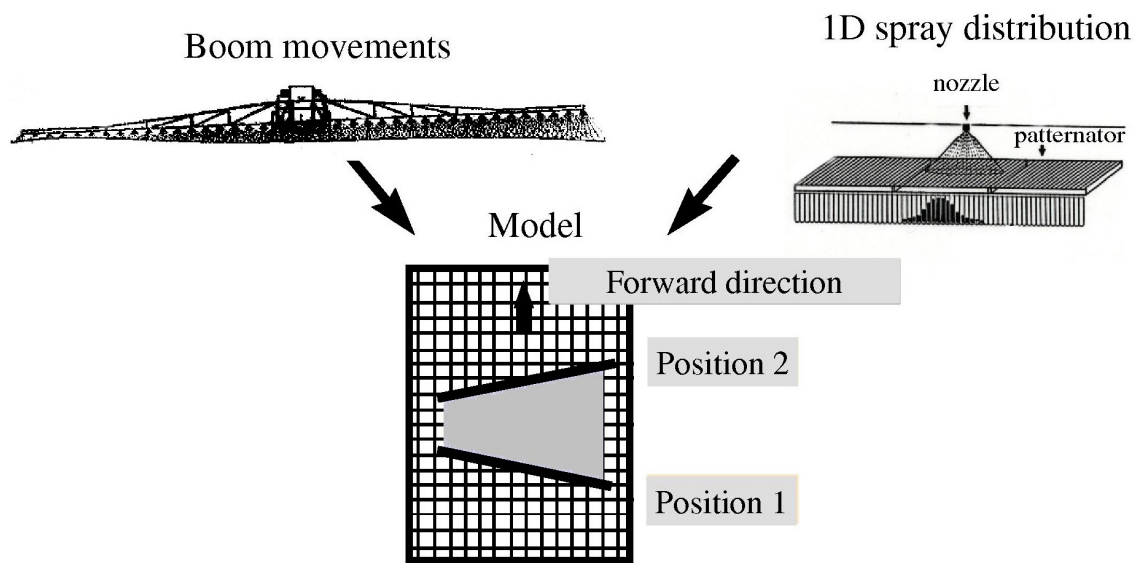 Boom movements
1D spray distribution
nozzle
patternator
Model
Forward direction
Position 2
Position 1